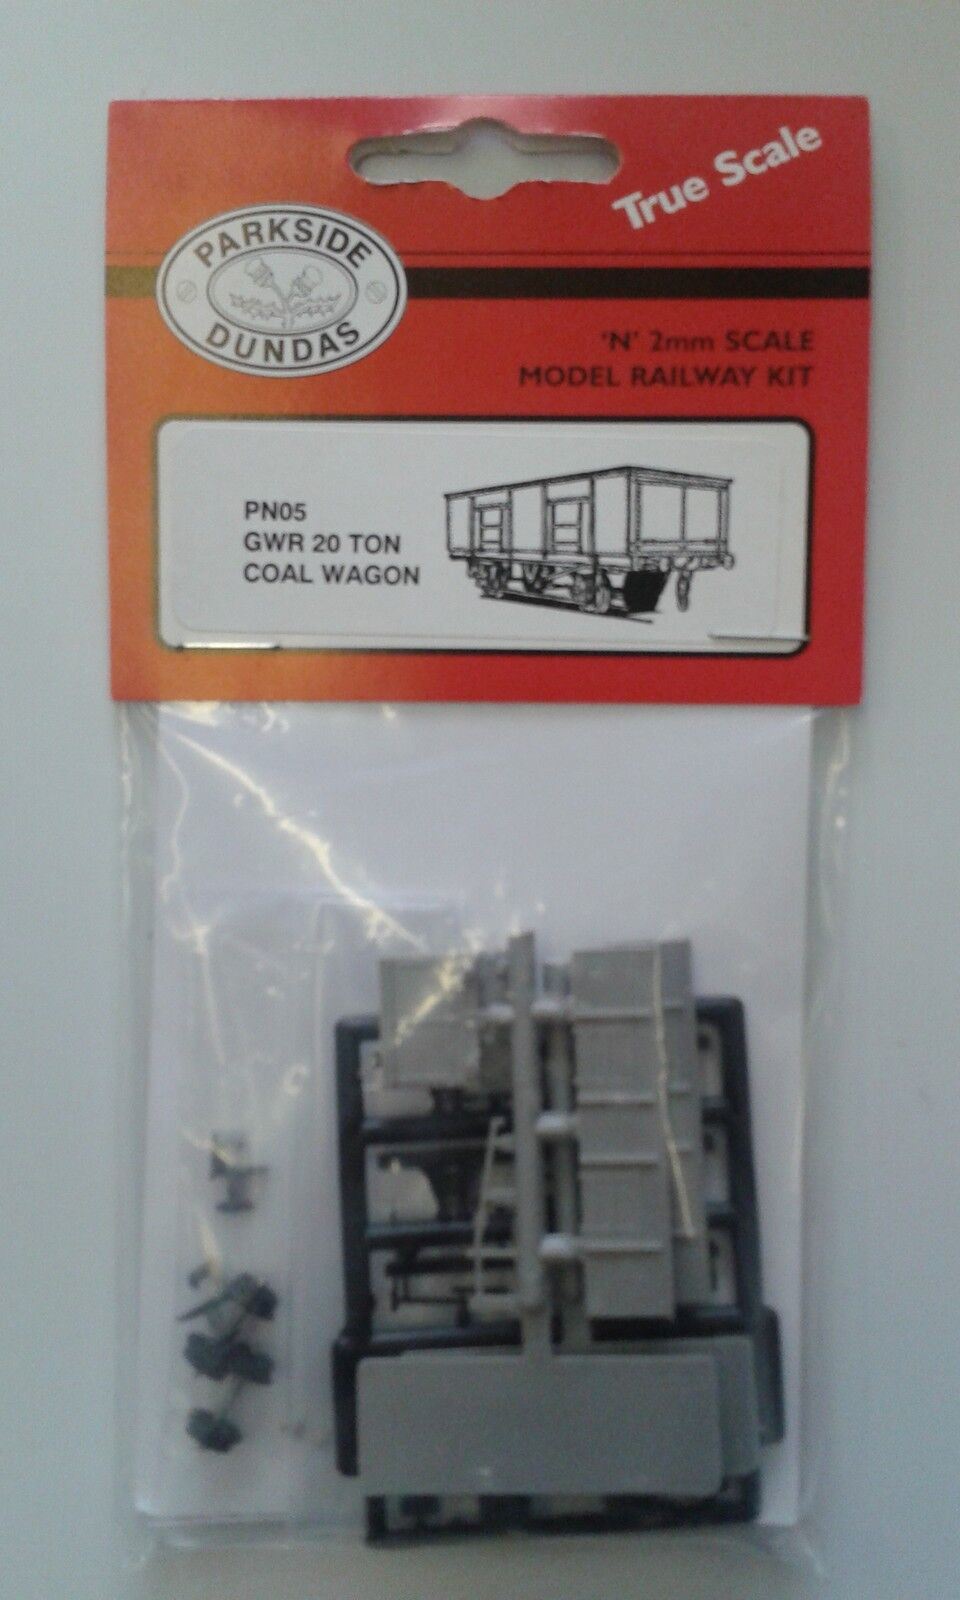 True Scale
PARKSIDE
DUNDAS
'N' 2mm SCALE
MODEL RAILWAY KIT
PN05
GWR 20 TON
COAL WAGON